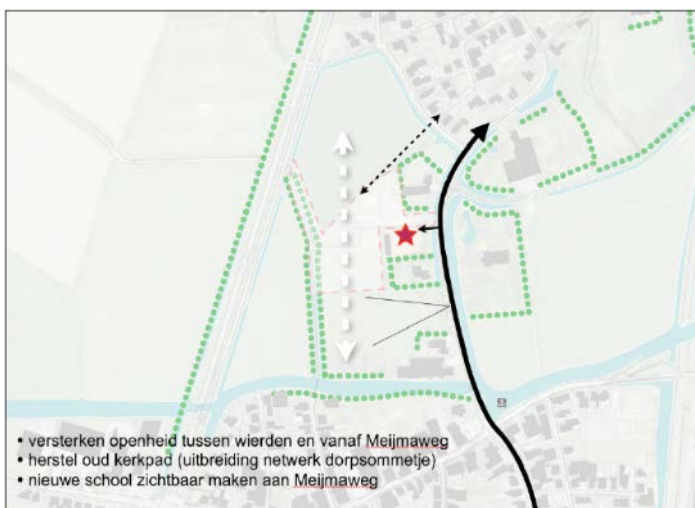 • versterken openheid tussen wierden en vanaf Meijmaweg
• herstel oud kerkpad (uitbreiding netwerk dorpsommetje)
• nieuwe school zichtbaar maken aan Meijmaweg